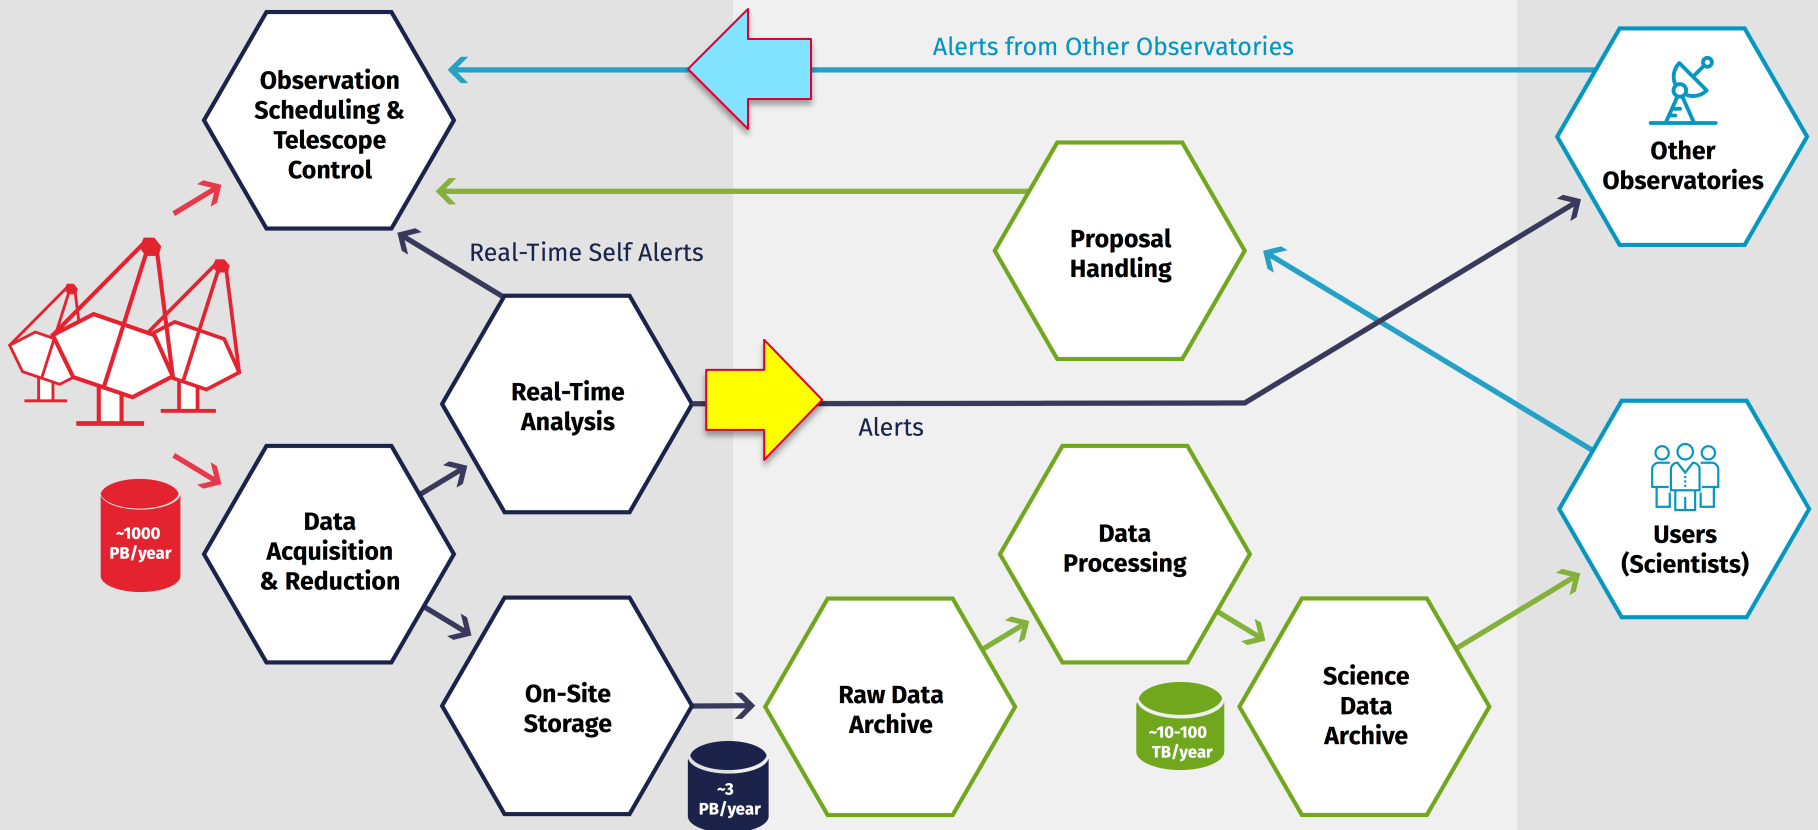 Alerts from Other Observatories
Observation
Scheduling &
Telescope
Control
Other
Observatories
Proposal
Handling
Real-Time Self Alerts
Real-Time
Analysis
Alerts
Data
Acquisition
& Reduction
~1000
PB/year
Data
Processing
Users
(Scientists)
On-Site
Storage
~3
PB/year
Raw Data
Archive
~10-100
TB/year
Science
Data
Archive